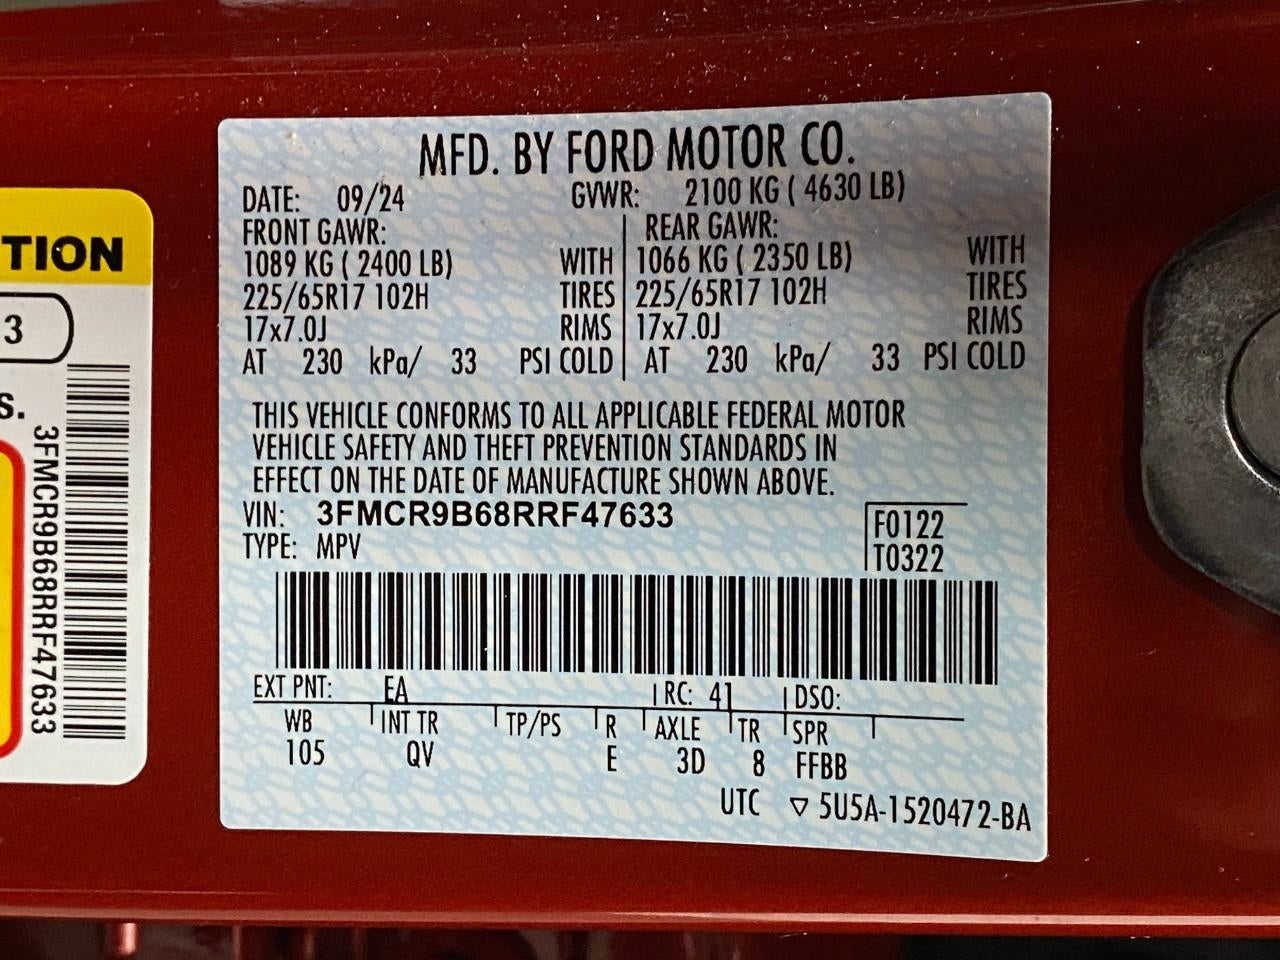 MFD. BY FORD MOTOR CO.
DATE: 09/24 GVWR: 2100 KG ( 4630 LB)
FRONT GAWR: REAR GAWR:
1089 KG ( 2400 LB) WITH 1066 KG ( 2350 LB) WITH
225/65R17 102H TIRES 225/65R17 102H TIRES
17x7.0J RIMS 17x7.0J RIMS
AT 230 kPa/ 33 PSI COLD AT 230 kPa/ 33 PSI COLD
THIS VEHICLE CONFORMS TO ALL APPLICABLE FEDERAL MOTOR
VEHICLE SAFETY AND THEFT PREVENTION STANDARDS IN
EFFECT ON THE DATE OF MANUFACTURE SHOWN ABOVE.
VIN: 3FMCR9B68RRF47633 F0122
TYPE: MPV T0322
EXT PNT: EA RC: 41 DSO:
WB INT TR TP/PS R AXLE TR SPR
105 QV E 3D 8 FFBB
UTC ▽ 5U5A-1520472-BA
TION
3
S.
3FMCR9B68RRF47633